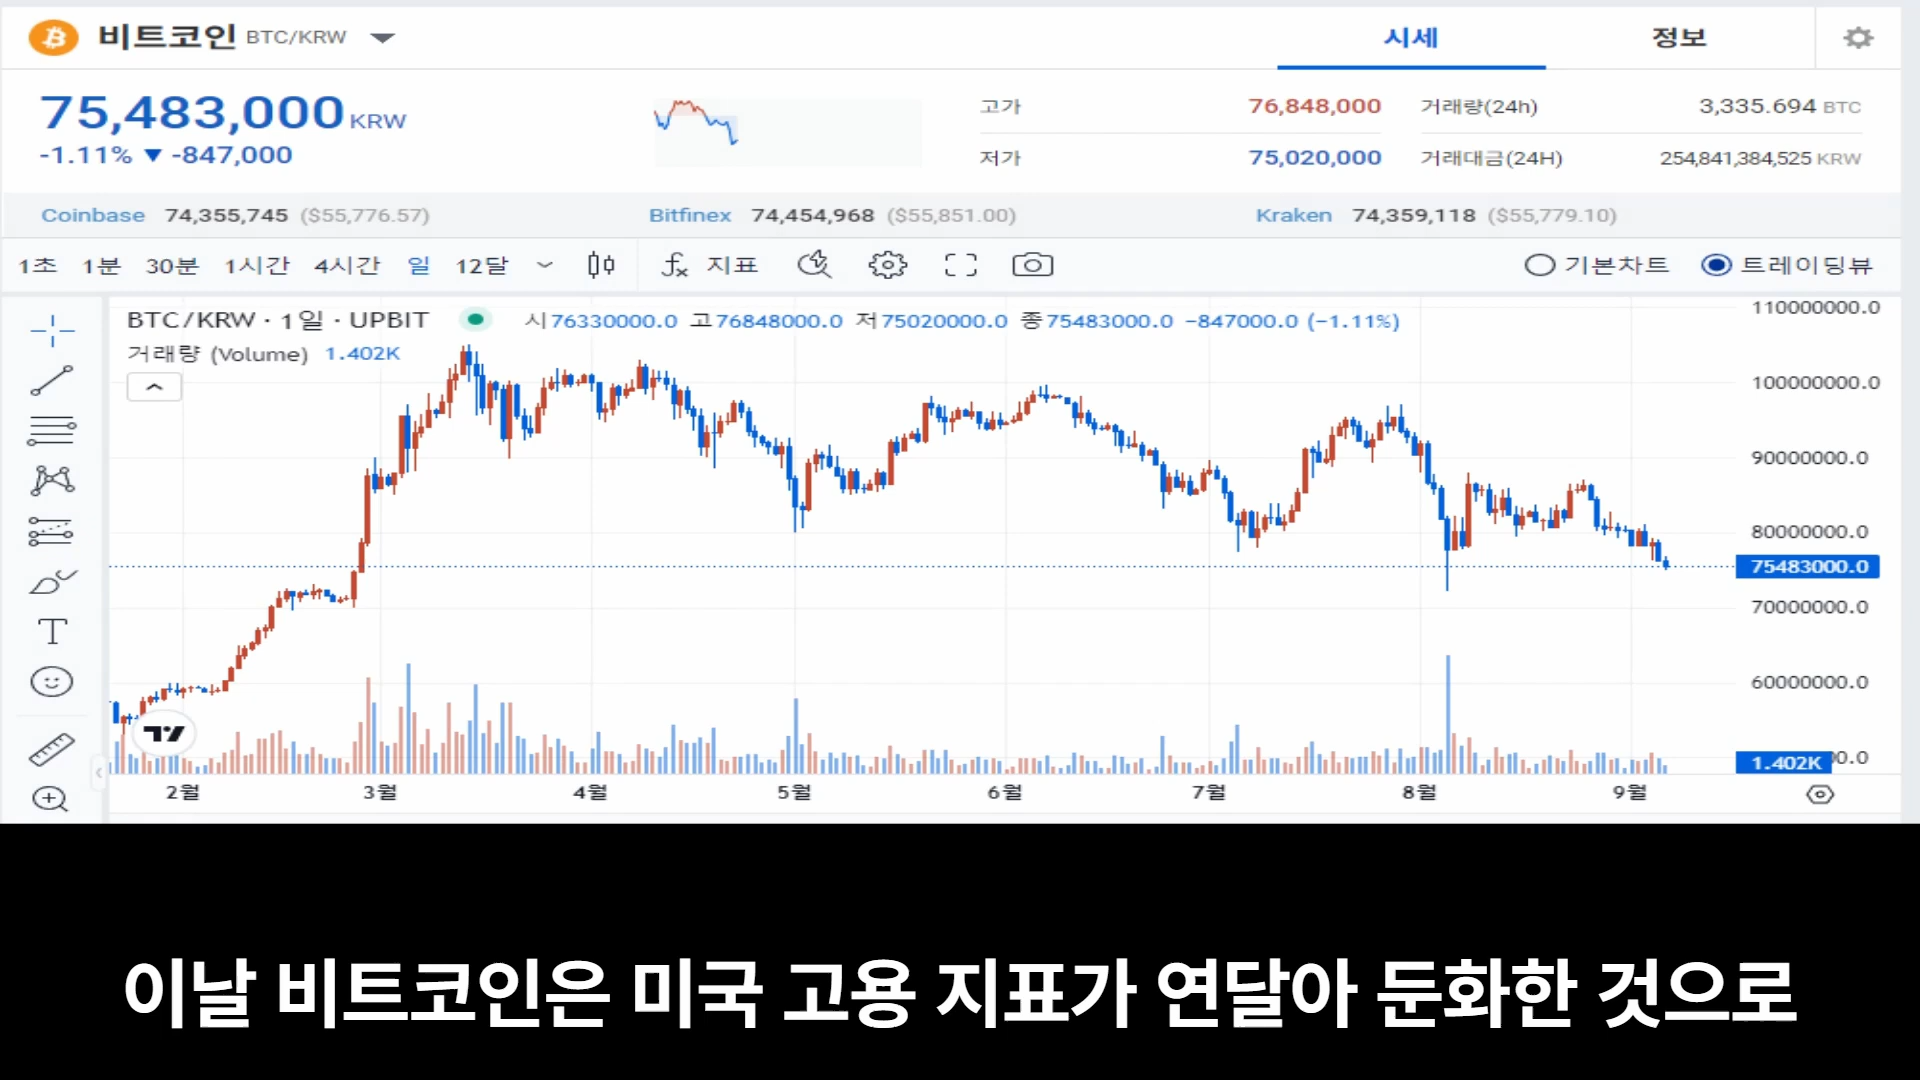 비트코인 BTC/KRW
시세
정보
75,483,000 KRW
-1.11% ▼ -847,000
고가 76,848,000
거래량(24h) 3,335.694 BTC
저가 75,020,000
거래대금(24H) 254,841,384,525 KRW
Coinbase 74,355,745 ($55,776.57)
Bitfinex 74,454,968 ($55,851.00)
Kraken 74,359,118 ($55,779.10)
1초 1분 30분 1시간 4시간 일 12달
지표
기본차트
트레이딩뷰
BTC/KRW · 1일 · UPBIT
시76330000.0 고76848000.0 저75020000.0 종75483000.0 −847000.0 (−1.11%)
거래량 (Volume) 1.402K
110000000.0
100000000.0
90000000.0
80000000.0
75483000.0
70000000.0
60000000.0
1.402K
2월 3월 4월 5월 6월 7월 8월 9월
이날 비트코인은 미국 고용 지표가 연달아 둔화한 것으로